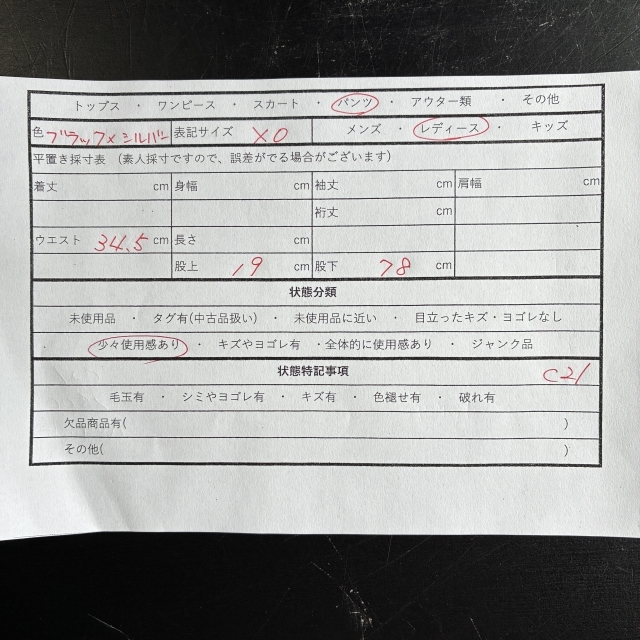 トップス ・ ワンピース ・ スカート ・ パンツ ・ アウター類 ・ その他
色 ブラック×シルバー 表記サイズ XO メンズ ・ レディース ・ キッズ
平置き採寸表 (素人採寸ですので、誤差がでる場合がございます)
着丈 cm 身幅 cm 袖丈 cm 肩幅 cm
裄丈 cm
ウエスト 34.5 cm 長さ cm
股上 19 cm 股下 78 cm
状態分類
未使用品 ・ タグ有(中古品扱い) ・ 未使用品に近い ・ 目立ったキズ・ヨゴレなし
少々使用感あり ・ キズやヨゴレ有 ・全体的に使用感あり ・ ジャンク品
状態特記事項 C21
毛玉有 ・ シミやヨゴレ有 ・ キズ有 ・ 色褪せ有 ・ 破れ有
欠品商品有( )
その他( )